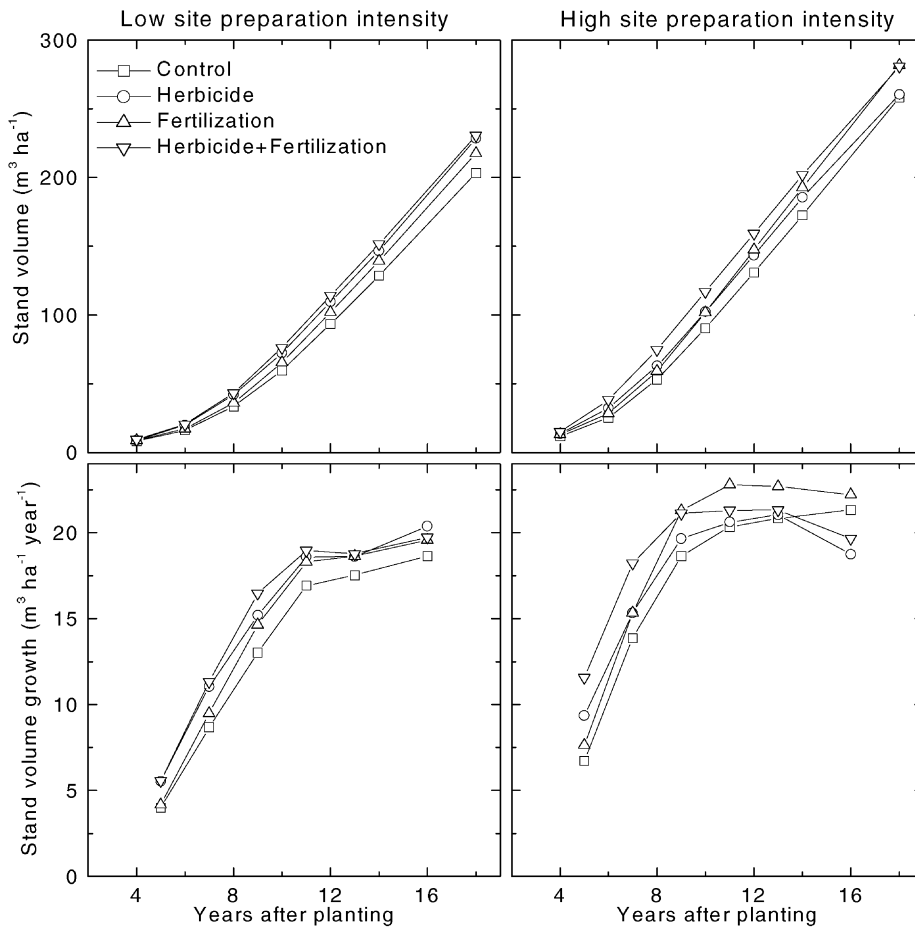 Low site preparation intensity
High site preparation intensity
300
200
100
0
Stand volume (m³ ha⁻¹)
Control
Herbicide
Fertilization
Herbicide+Fertilization
20
15
10
5
0
Stand volume growth (m³ ha⁻¹ year⁻¹)
4 8 12 16
4 8 12 16
Years after planting
Years after planting